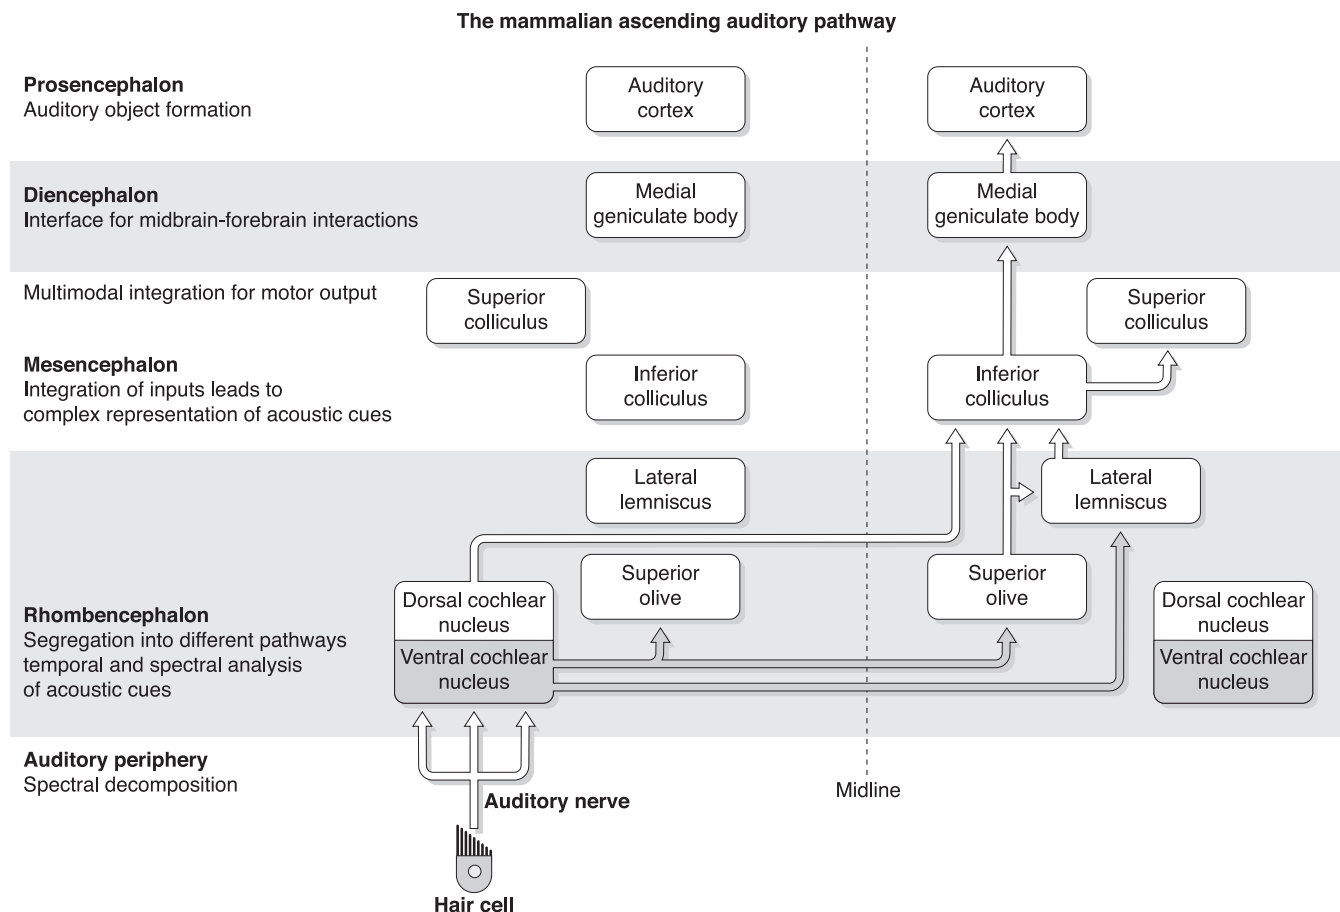 The mammalian ascending auditory pathway
Prosencephalon
Auditory object formation
Auditory
cortex
Auditory
cortex
Diencephalon
Interface for midbrain-forebrain interactions
Medial
geniculate body
Medial
geniculate body
Multimodal integration for motor output
Superior
colliculus
Superior
colliculus
Mesencephalon
Integration of inputs leads to
complex representation of acoustic cues
Inferior
colliculus
Inferior
colliculus
Lateral
lemniscus
Lateral
lemniscus
Superior
olive
Superior
olive
Rhombencephalon
Segregation into different pathways
temporal and spectral analysis
of acoustic cues
Dorsal cochlear
nucleus
Ventral cochlear
nucleus
Dorsal cochlear
nucleus
Ventral cochlear
nucleus
Auditory periphery
Spectral decomposition
Auditory nerve
Midline
Hair cell